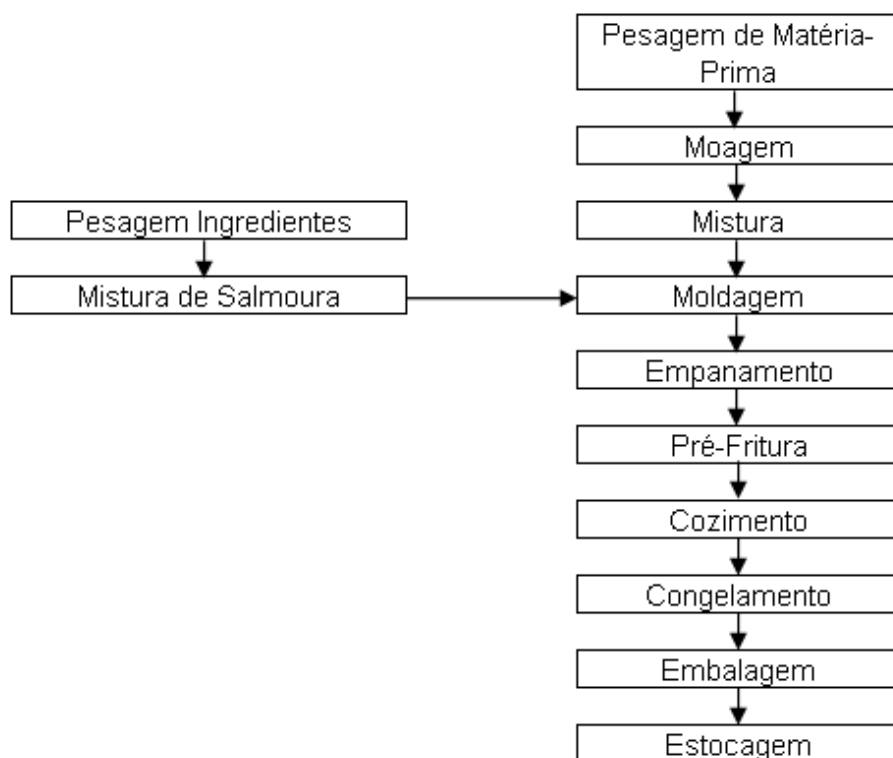 Pesagem de Matéria-
Prima
Moagem
Pesagem Ingredientes
Mistura
Mistura de Salmoura
Moldagem
Empanamento
Pré-Fritura
Cozimento
Congelamento
Embalagem
Estocagem